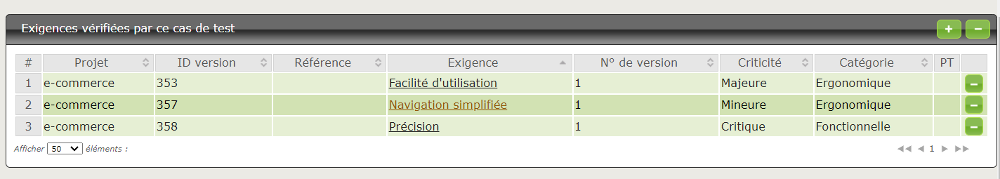 Exigences vérifiées par ce cas de test
# Projet ID version Référence Exigence N° de version Criticité Catégorie PT
1 e-commerce 353 Facilité d'utilisation 1 Majeure Ergonomique
2 e-commerce 357 Navigation simplifiée 1 Mineure Ergonomique
3 e-commerce 358 Précision 1 Critique Fonctionnelle
Afficher 50 éléments : 1